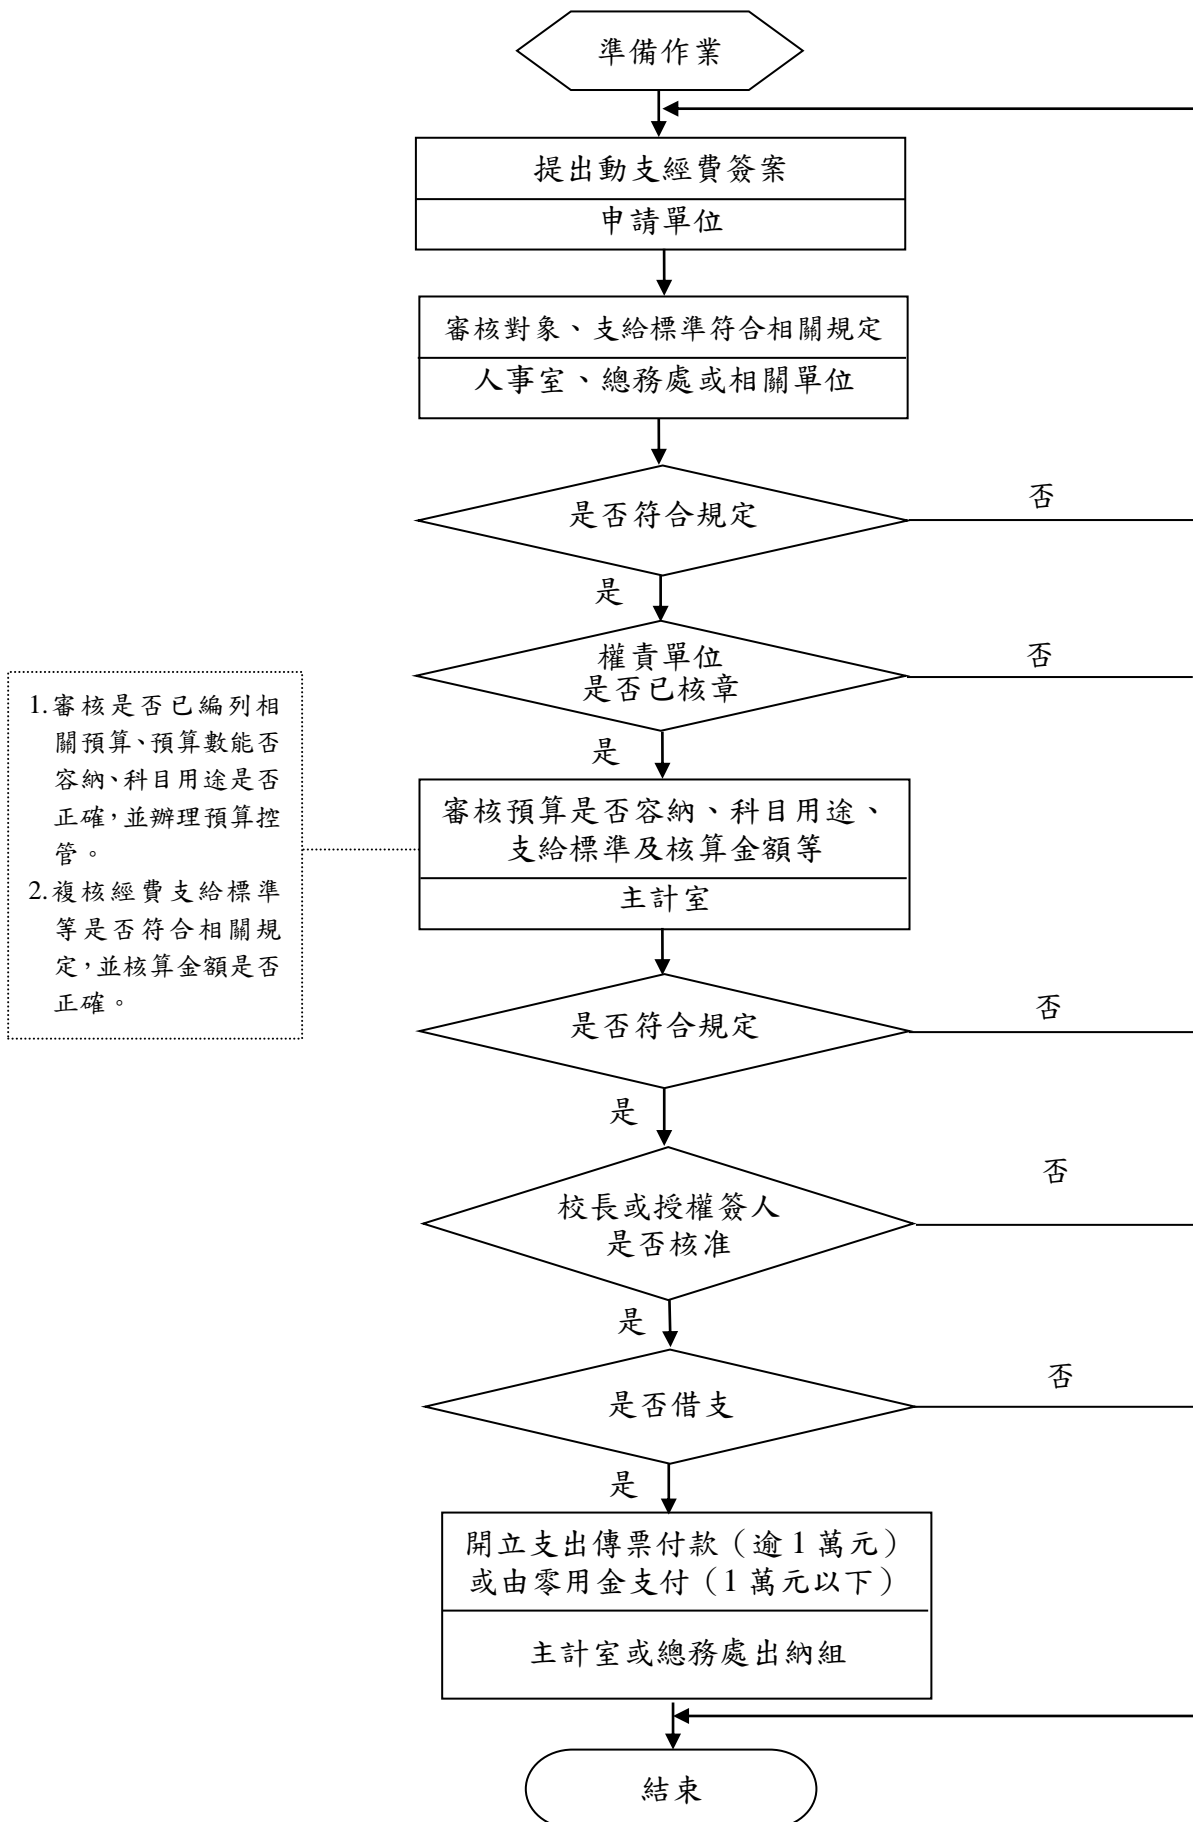 準備作業
提出動支經費簽案
申請單位
審核對象、支給標準符合相關規定
人事室、總務處或相關單位
是否符合規定
否
是
權責單位
是否已核章
否
是
1.審核是否已編列相
關預算、預算數能否
容納、科目用途是否
正確,並辦理預算控
管。
2.複核經費支給標準
等是否符合相關規
定,並核算金額是否
正確。
審核預算是否容納、科目用途、
支給標準及核算金額等
主計室
是否符合規定
否
是
校長或授權簽人
是否核准
否
是
是否借支
否
是
開立支出傳票付款（逾1萬元）
或由零用金支付（1萬元以下）
主計室或總務處出納組
結束